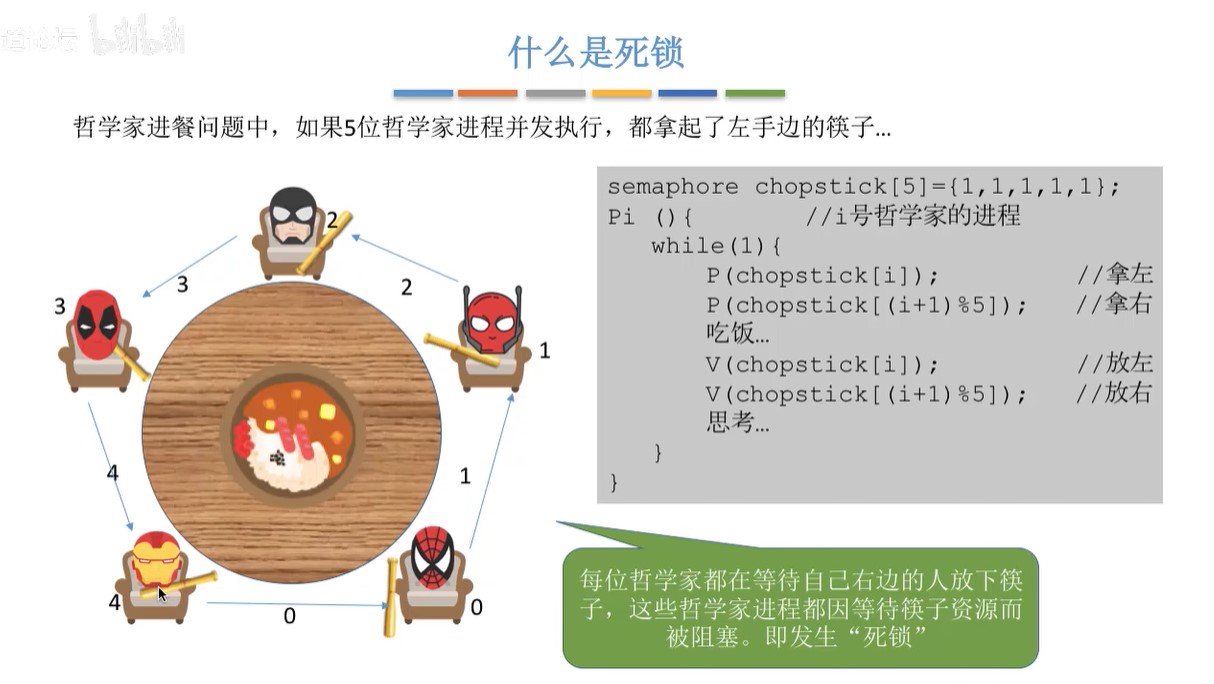 bilibili
什么是死锁
哲学家进餐问题中，如果5位哲学家进程并发执行，都拿起了左手边的筷子…
semaphore chopstick[5]={1,1,1,1,1};
Pi (){ //i号哲学家的进程
while(1){
P(chopstick[i]); //拿左
P(chopstick[(i+1)%5]); //拿右
吃饭…
V(chopstick[i]); //放左
V(chopstick[(i+1)%5]); //放右
思考…
}
}
2
3
2
3
1
4
1
4
0
0
每位哲学家都在等待自己右边的人放下筷
子，这些哲学家进程都因等待筷子资源而
被阻塞。即发生“死锁”